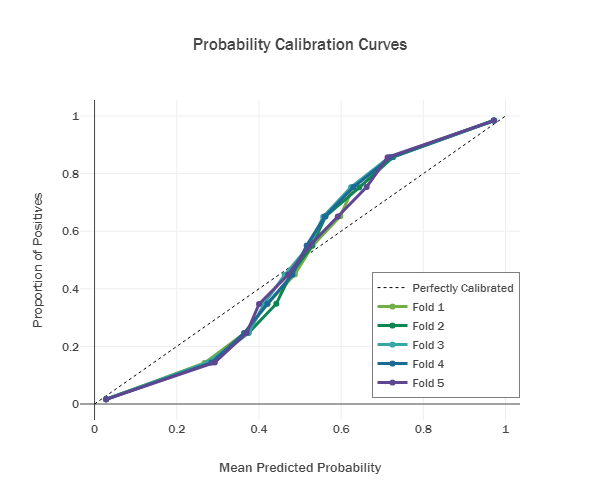 Probability Calibration Curves
Proportion of Positives
1
0.8
0.6
0.4
0.2
0
0
0.2
0.4
0.6
0.8
1
Mean Predicted Probability
Perfectly Calibrated
Fold 1
Fold 2
Fold 3
Fold 4
Fold 5